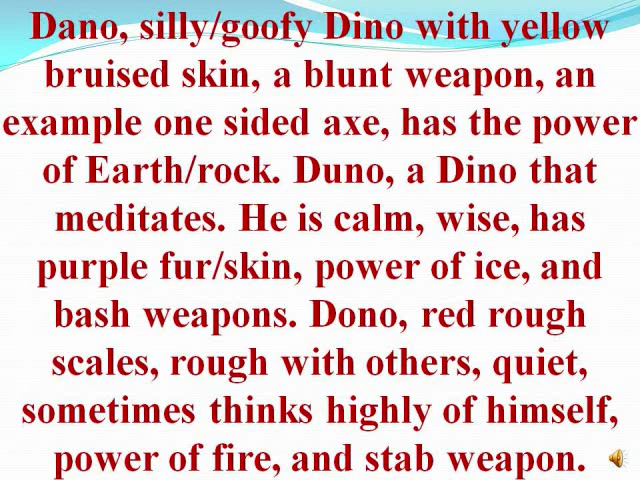 Dano, silly/goofy Dino with yellow
bruised skin, a blunt weapon, an
example one sided axe, has the power
of Earth/rock. Duno, a Dino that
meditates. He is calm, wise, has
purple fur/skin, power of ice, and
bash weapons. Dono, red rough
scales, rough with others, quiet,
sometimes thinks highly of himself,
power of fire, and stab weapon.